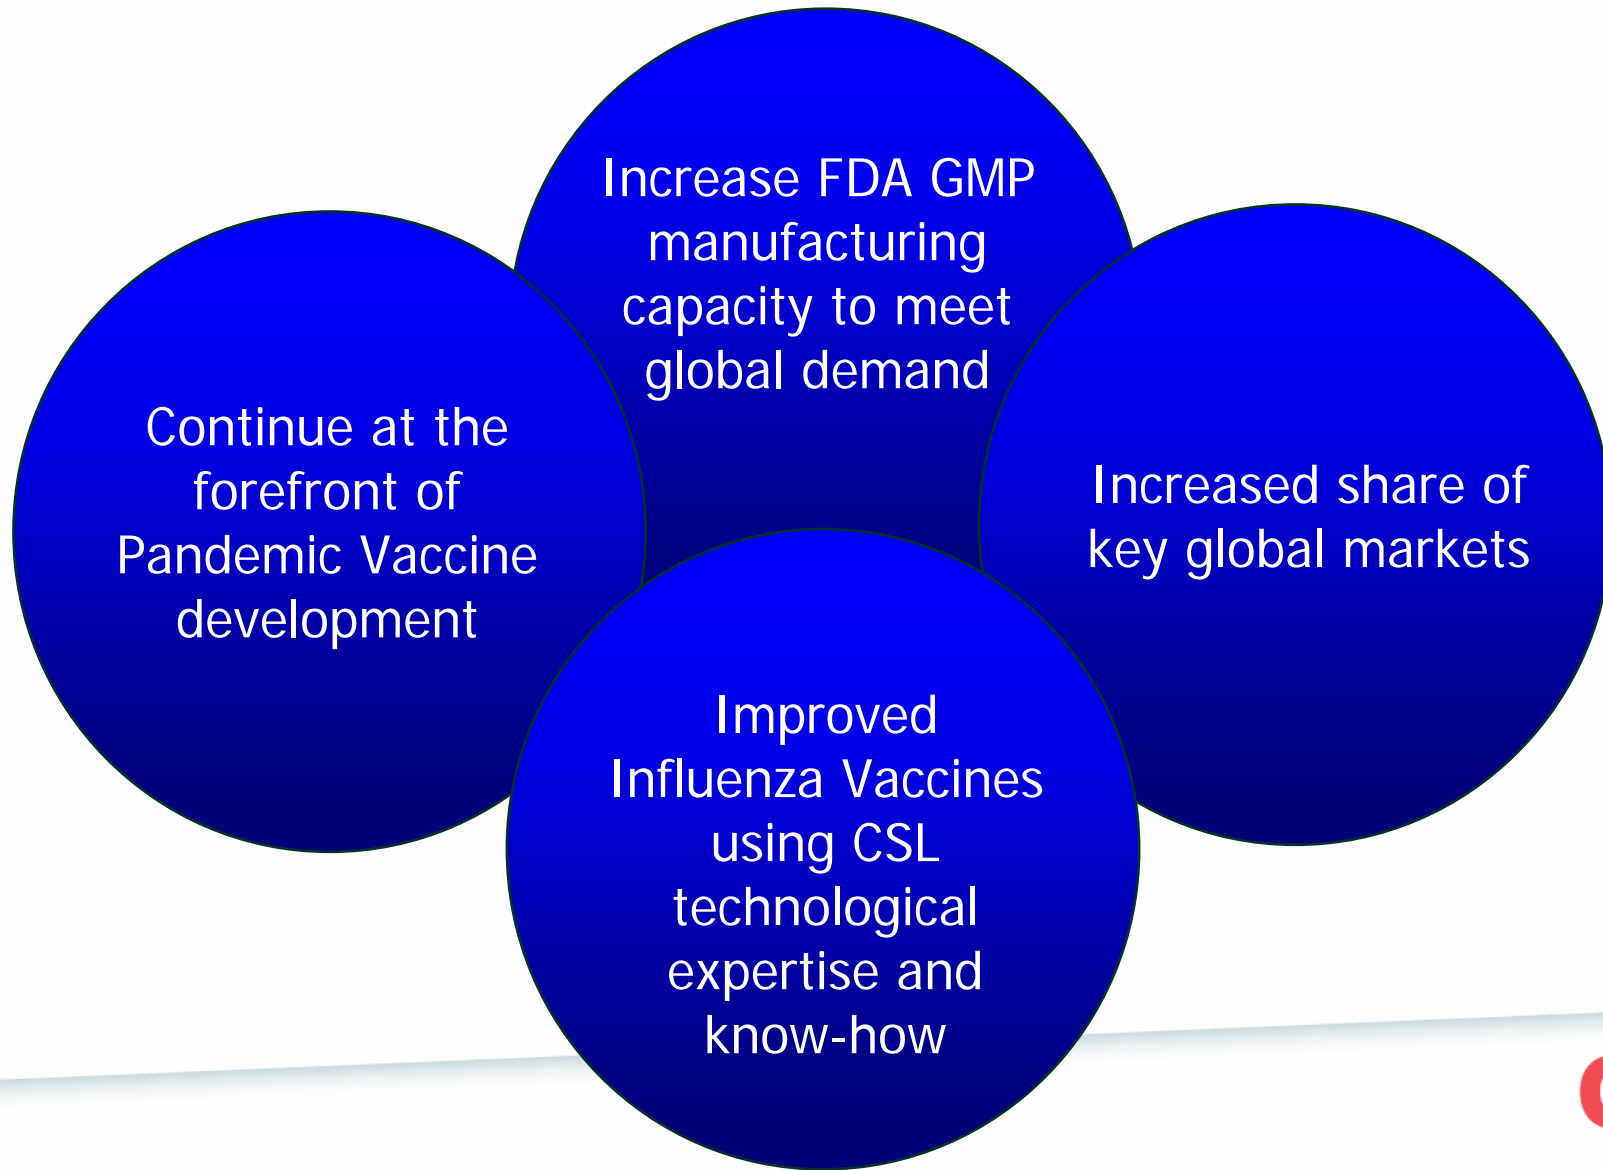 Increase FDA GMP
manufacturing
capacity to meet
global demand
Continue at the
forefront of
Pandemic Vaccine
development
Increased share of
key global markets
Improved
Influenza Vaccines
using CSL
technological
expertise and
know-how